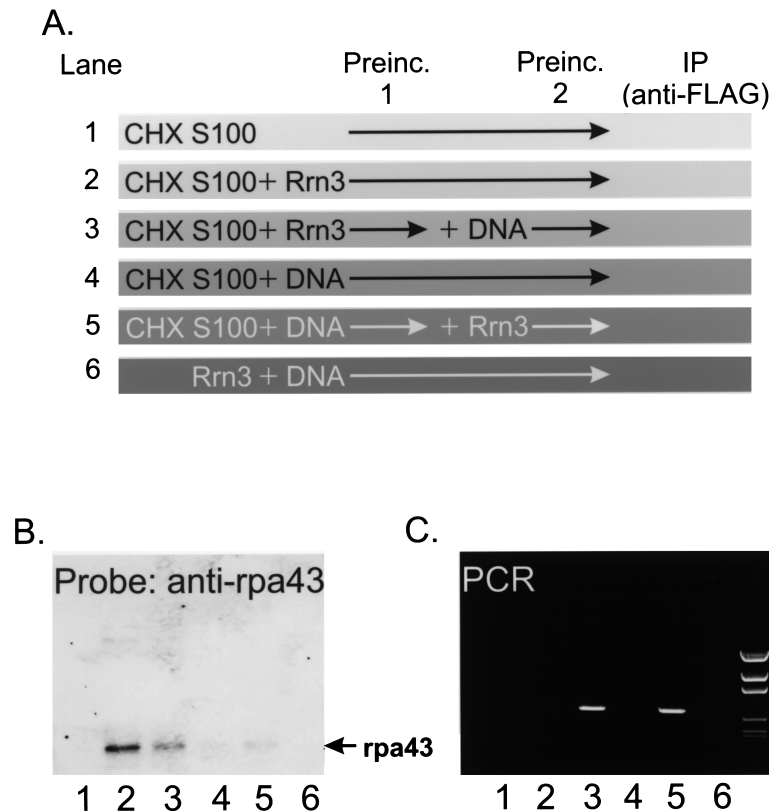 A.
Lane Preinc. 1 Preinc. 2 IP (anti-FLAG)
1 CHX S100
2 CHX S100+ Rrn3
3 CHX S100+ Rrn3 + DNA
4 CHX S100+ DNA
5 CHX S100+ DNA + Rrn3
6 Rrn3 + DNA
B.
Probe: anti-rpa43
rpa43
1 2 3 4 5 6
C.
PCR
1 2 3 4 5 6